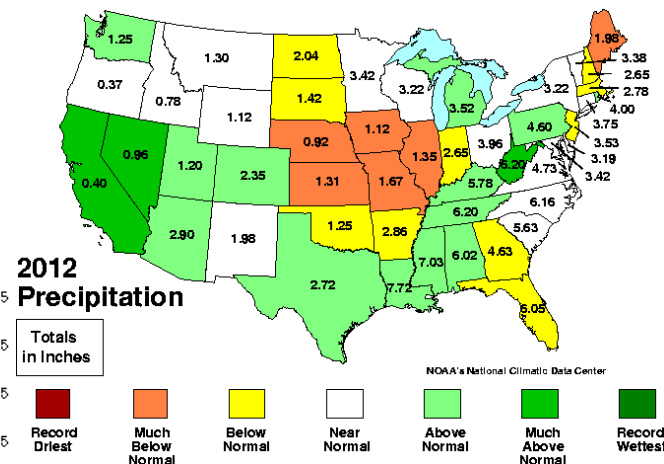 1.25
1.30
2.04
3.42
1.98
3.38
2.65
2.78
4.00
3.75
3.53
3.19
3.42
0.37
0.78
1.12
1.42
3.22
3.52
3.22
4.60
0.40
0.96
1.20
2.35
0.92
1.12
1.35
2.65
3.96
5.20
4.73
1.31
1.67
5.78
6.16
2.90
1.98
1.25
2.86
6.20
5.63
2.72
7.72
7.03
6.02
4.63
6.05
2012
Precipitation
Totals
in Inches
5
5
5
5
NOAA's National Climatic Data Center
Record
Driest
Much
Below
Normal
Below
Normal
Near
Normal
Above
Normal
Much
Above
Normal
Record
Wettest